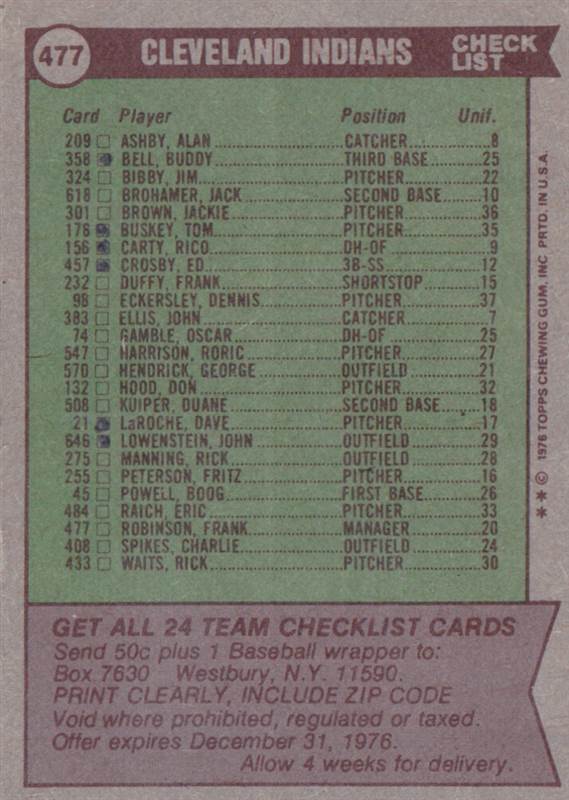 477 CLEVELAND INDIANS CHECK LIST
Card Player Position Unif.
209 ASHBY, ALAN CATCHER 8
358 BELL, BUDDY THIRD BASE 25
324 BIBBY, JIM PITCHER 22
618 BROHAMER, JACK SECOND BASE 10
301 BROWN, JACKIE PITCHER 36
178 BUSKEY, TOM PITCHER 35
156 CARTY, RICO DH-OF 9
457 CROSBY, ED 3B-SS 12
232 DUFFY, FRANK SHORTSTOP 15
98 ECKERSLEY, DENNIS PITCHER 37
383 ELLIS, JOHN CATCHER 7
74 GAMBLE, OSCAR DH-OF 25
547 HARRISON, RORIC PITCHER 27
570 HENDRICK, GEORGE OUTFIELD 21
132 HOOD, DON PITCHER 32
508 KUIPER, DUANE SECOND BASE 18
21 LaROCHE, DAVE PITCHER 17
646 LOWENSTEIN, JOHN OUTFIELD 29
275 MANNING, RICK OUTFIELD 28
255 PETERSON, FRITZ PITCHER 16
45 POWELL, BOOG FIRST BASE 26
484 RAICH, ERIC PITCHER 33
477 ROBINSON, FRANK MANAGER 20
408 SPIKES, CHARLIE OUTFIELD 24
433 WAITS, RICK PITCHER 30
** © 1976 TOPPS CHEWING GUM, INC PRTD. IN U.S.A.
GET ALL 24 TEAM CHECKLIST CARDS
Send 50c plus 1 Baseball wrapper to:
Box 7630 Westbury, N.Y. 11590.
PRINT CLEARLY, INCLUDE ZIP CODE
Void where prohibited, regulated or taxed.
Offer expires December 31, 1976.
Allow 4 weeks for delivery.